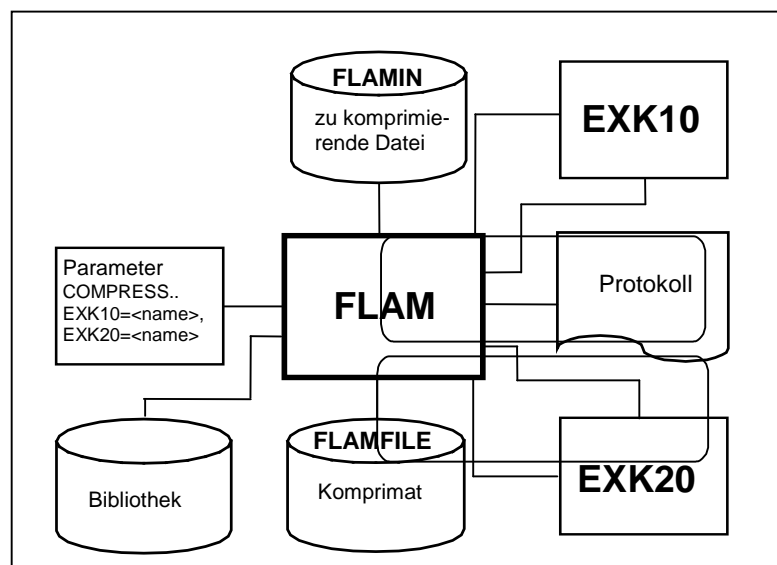 FLAMIN
zu komprimie-
rende Datei
EXK10
Parameter
COMPRESS..
EXK10=<name>,
EXK20=<name>
FLAM
Protokoll
Bibliothek
FLAMFILE
Komprimat
EXK20